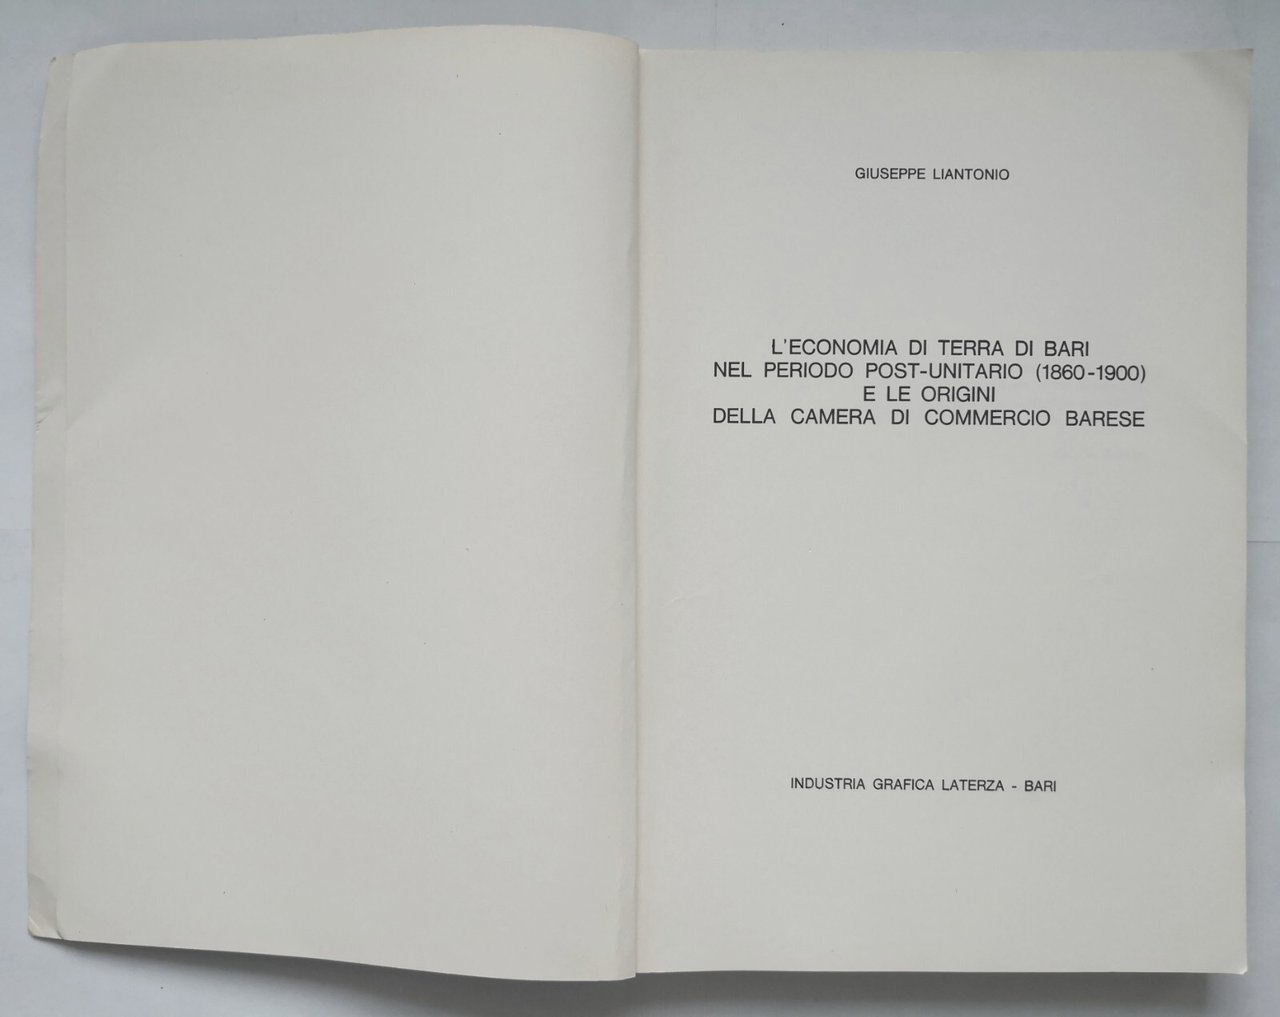 GIUSEPPE LIANTONIO
L'ECONOMIA DI TERRA DI BARI
NEL PERIODO POST-UNITARIO (1860-1900)
E LE ORIGINI
DELLA CAMERA DI COMMERCIO BARESE
INDUSTRIA GRAFICA LATERZA - BARI